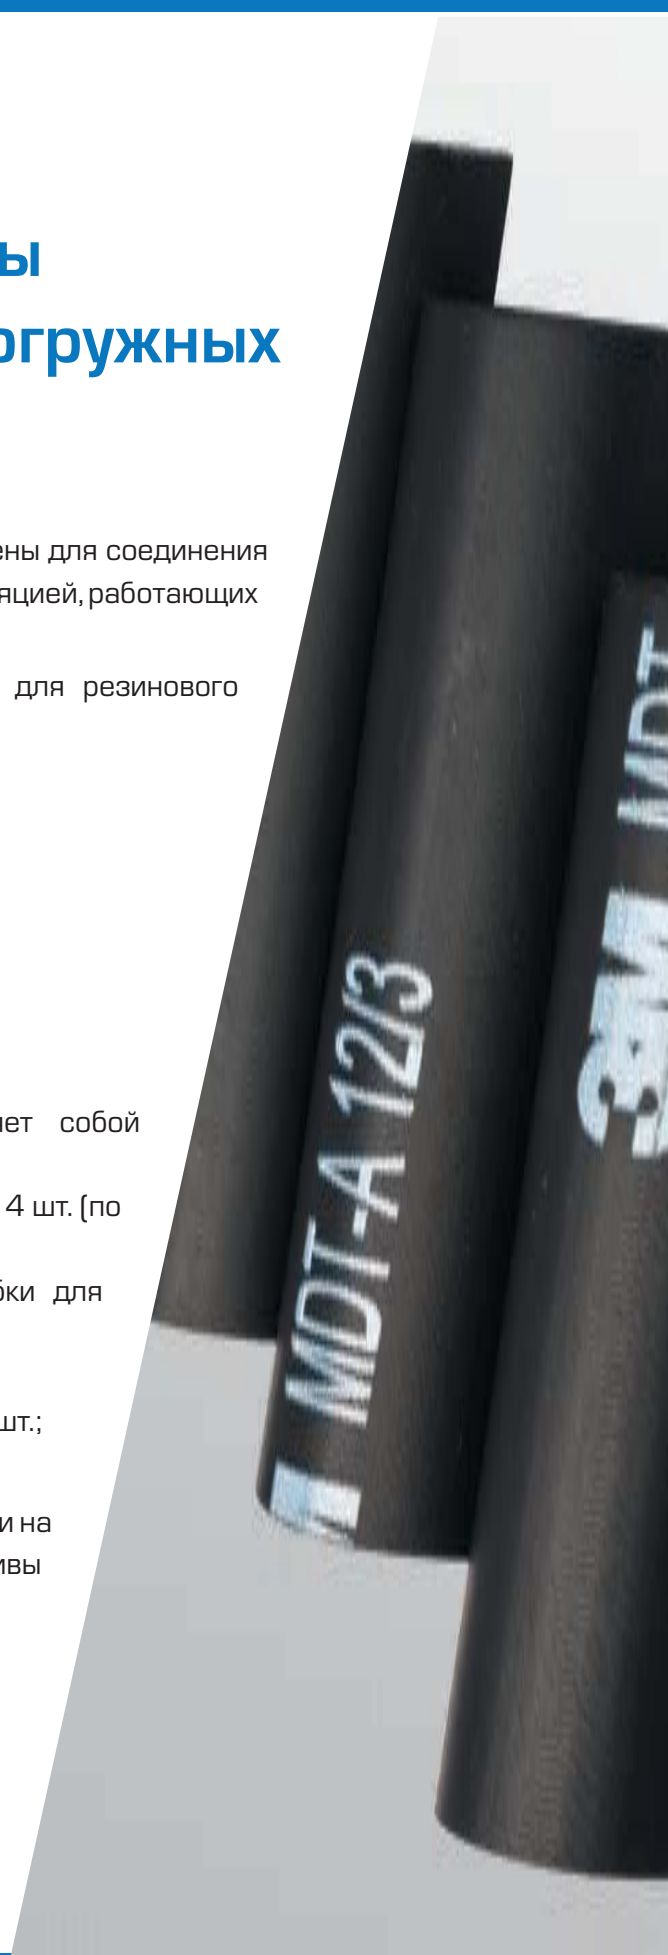 ы
огружных
ены для соединения
яцией, работающих
для резинового
ляет собой
4 шт. (по
бки для
шт.;
и на
ивы
MDT-A 12/3
3M MDT